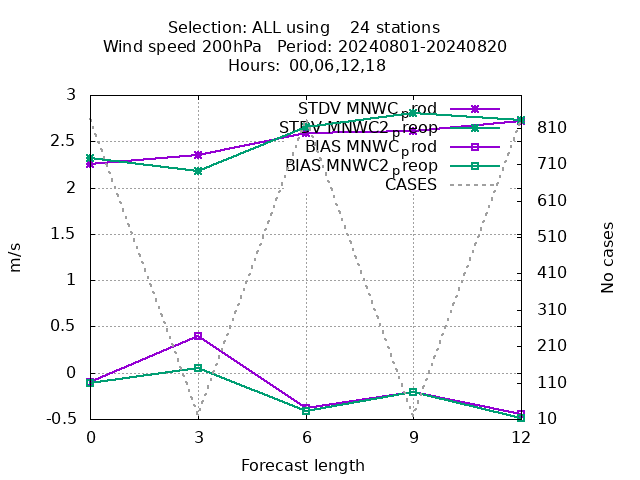 Selection: ALL using    24 stations
Wind speed 200hPa   Period: 20240801-20240820
Hours: 00,06,12,18
3
2.5
2
1.5
1
0.5
0
-0.5
m/s
STDV MNWC_prod
STDV MNWC2_preop
BIAS MNWC_prod
BIAS MNWC2_preop
CASES
810
710
610
510
410
310
210
110
10
No cases
0 3 6 9 12
Forecast length